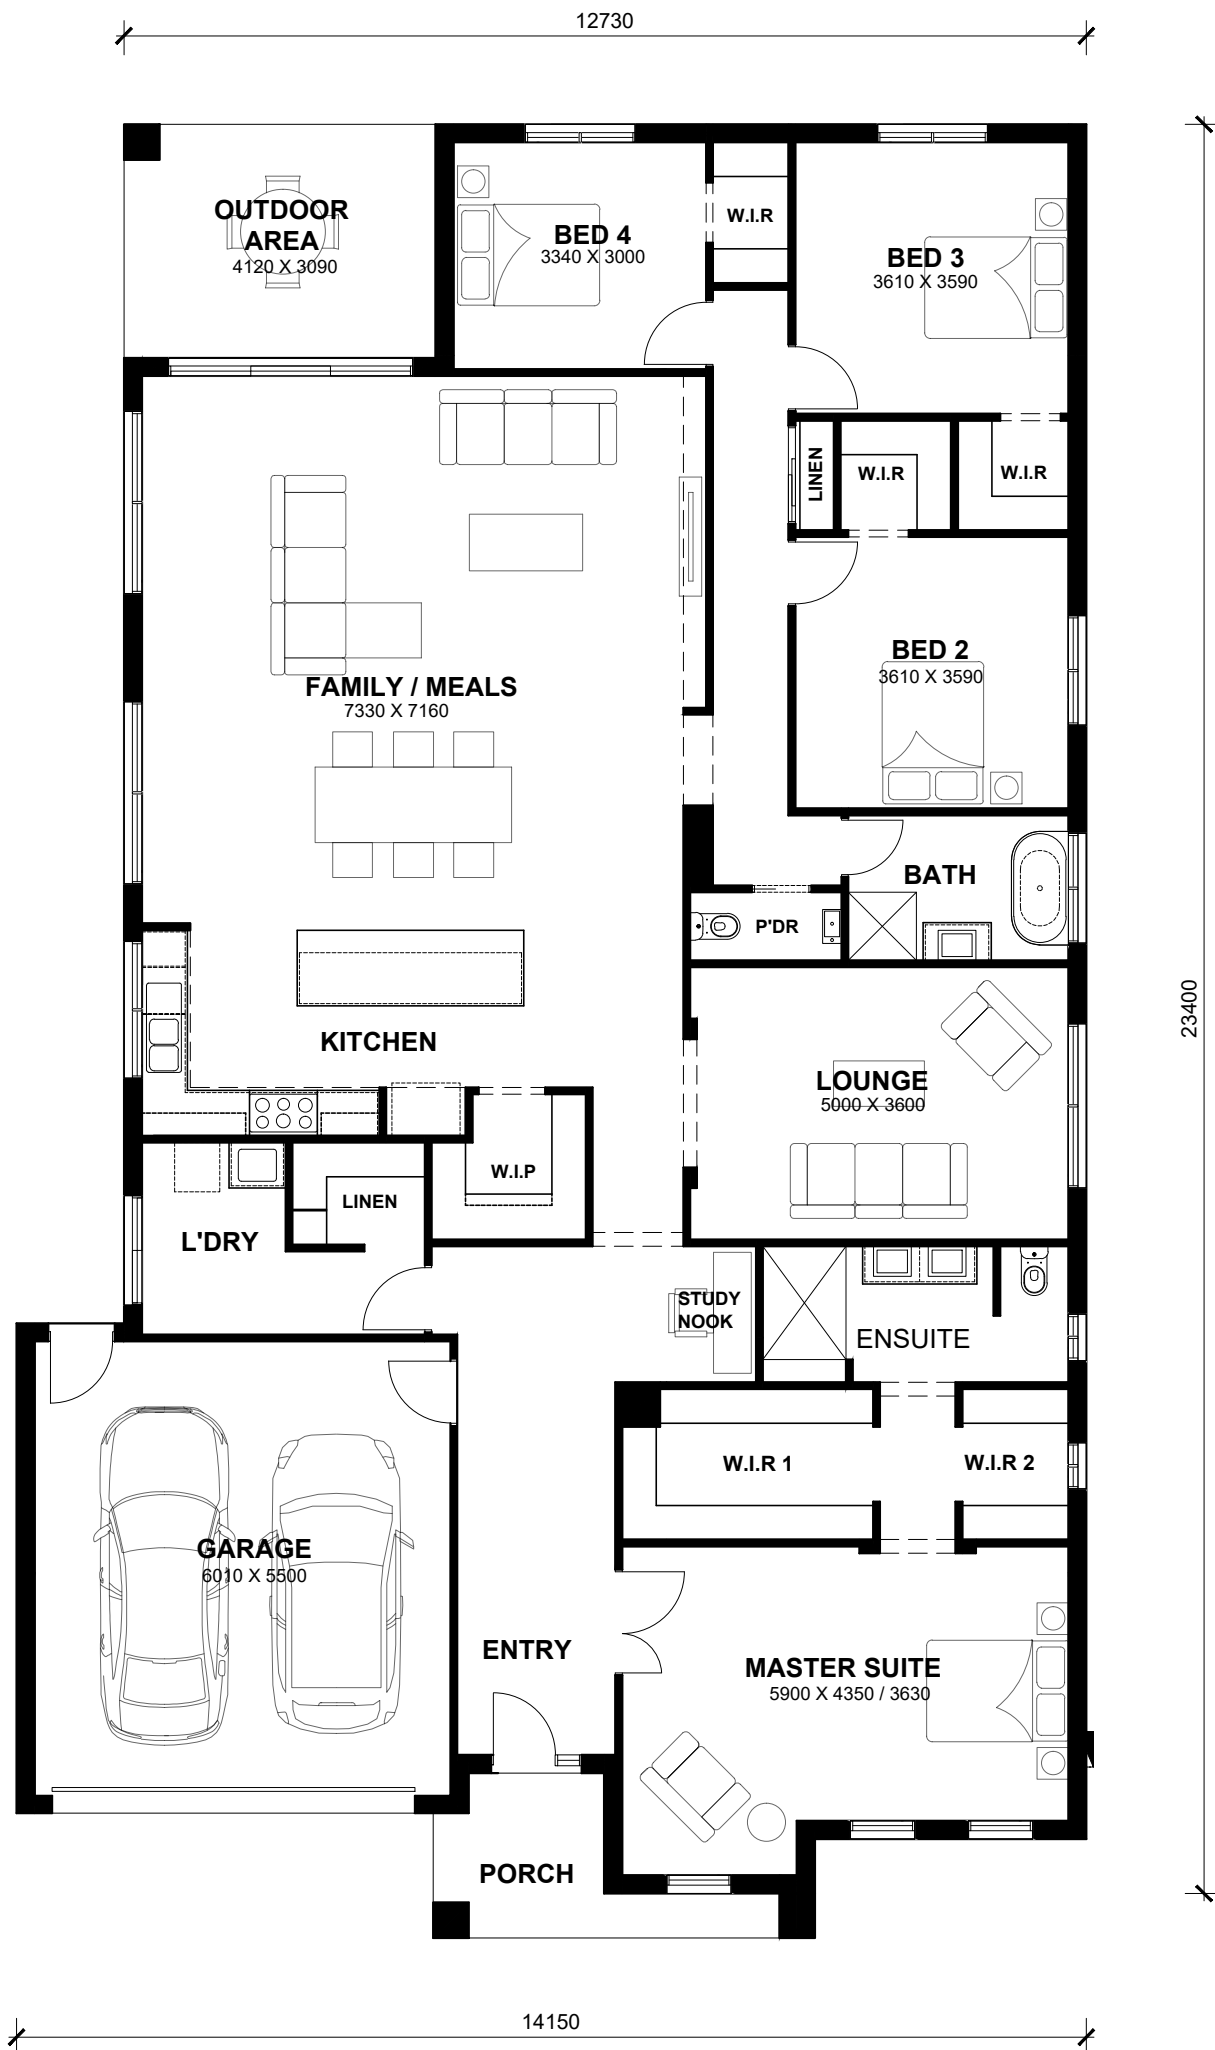 12730
OUTDOOR
AREA
4120 X 3090
BED 4
3340 X 3000
W.I.R
BED 3
3610 X 3590
LINEN
W.I.R
W.I.R
BED 2
3610 X 3590
FAMILY / MEALS
7330 X 7160
BATH
P'DR
23400
KITCHEN
LOUNGE
5000 X 3600
W.I.P
LINEN
L'DRY
STUDY
NOOK
ENSUITE
W.I.R 1
W.I.R 2
GARAGE
6010 X 5500
ENTRY
MASTER SUITE
5900 X 4350 / 3630
PORCH
14150